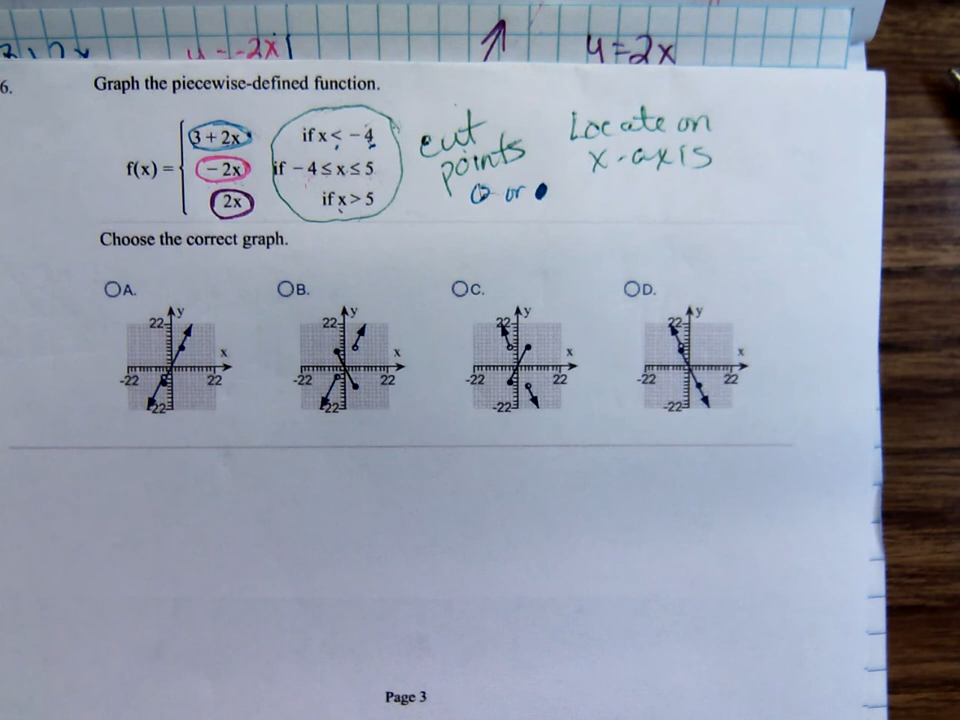 y = -2x y = 2x
6. Graph the piecewise-defined function.
3 + 2x if x < - 4
f(x) = - 2x if - 4 ≤ x ≤ 5
2x if x > 5
cut points
o or •
Locate on
x-axis
Choose the correct graph.
A. B. C. D.
y y y y
22 22 22 22
x x x x
-22 22 -22 22 -22 22 -22 22
-22 -22 -22 -22
Page 3